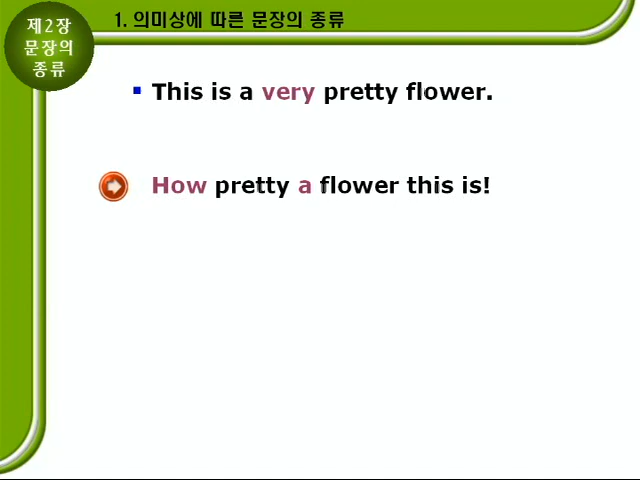 제2장
문장의
종류
1. 의미상에 따른 문장의 종류
This is a very pretty flower.
How pretty a flower this is!